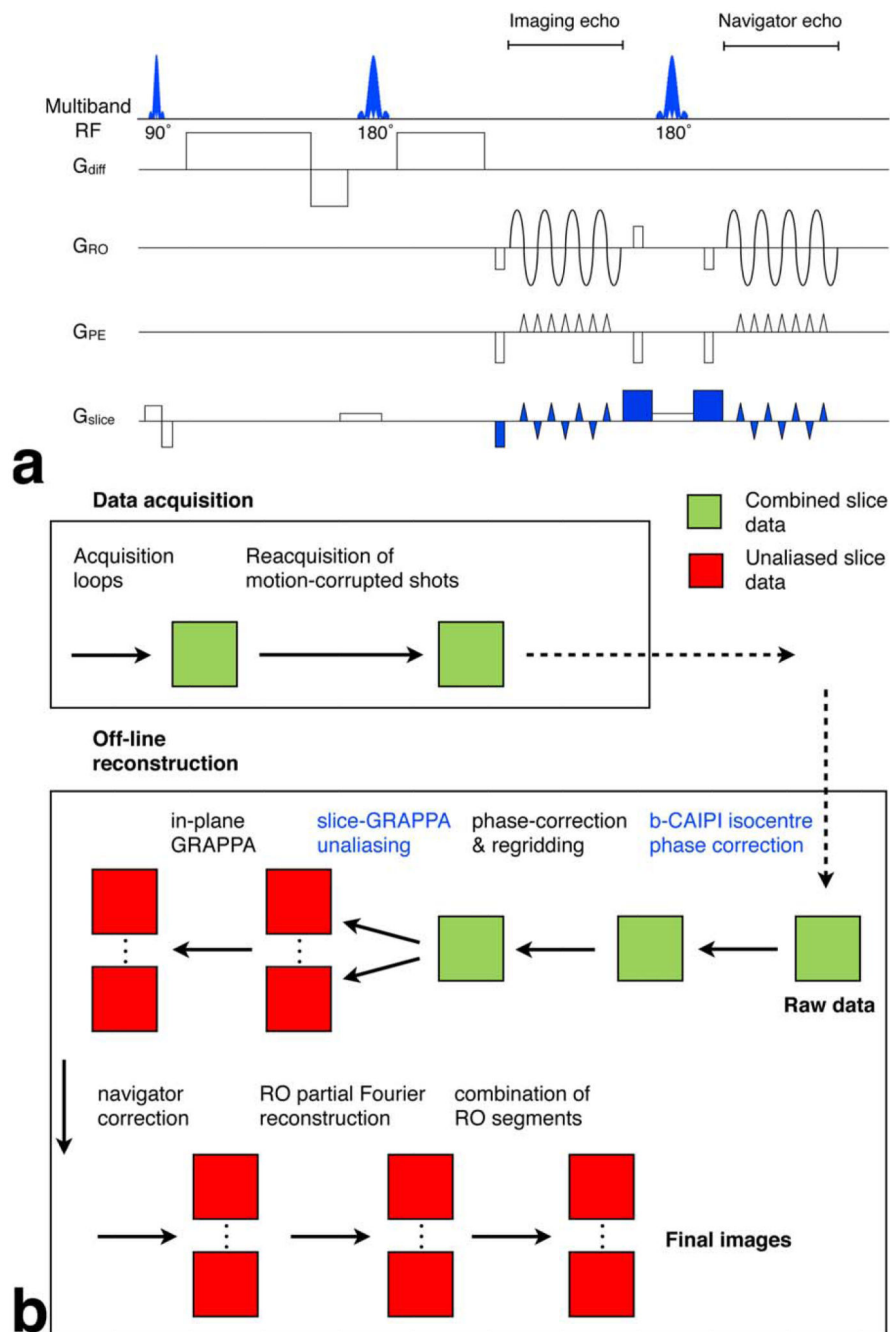 Imaging echo
Navigator echo
Multiband
RF
90°
180°
180°
Gdiff
GRO
GPE
Gslice
a
Data acquisition
Combined slice
data
Unaliased slice
data
Acquisition
loops
Reacquisition of
motion-corrupted shots
Off-line
reconstruction
in-plane
GRAPPA
slice-GRAPPA
unaliasing
phase-correction
& regridding
b-CAIPI isocentre
phase correction
Raw data
navigator
correction
RO partial Fourier
reconstruction
combination of
RO segments
Final images
b